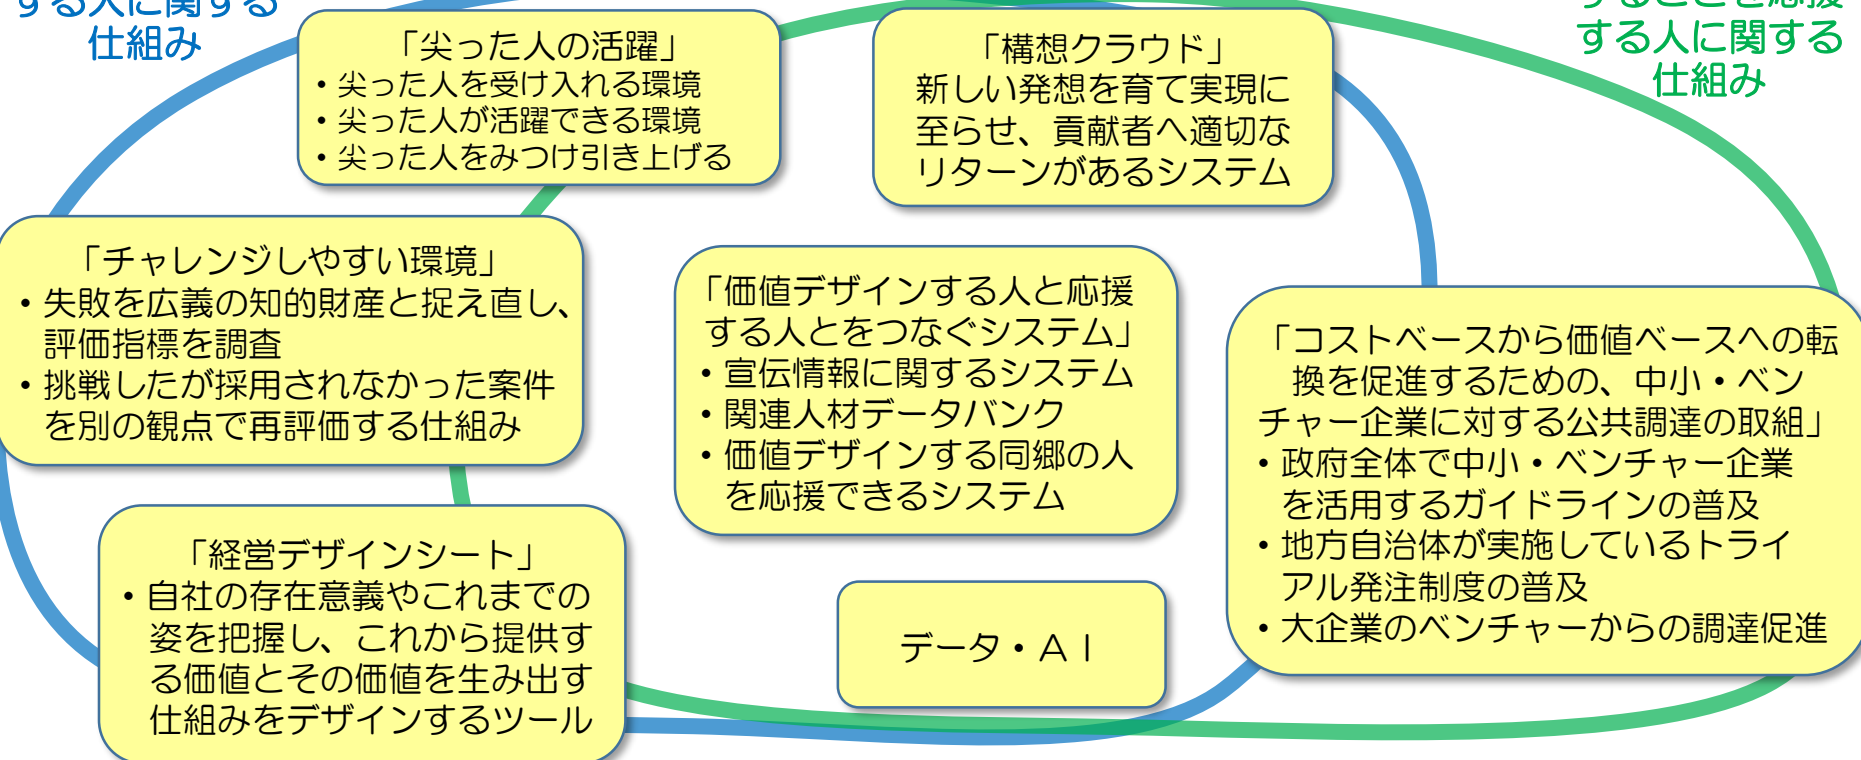 する人に関する
仕組み
することを応援
する人に関する
仕組み
「尖った人の活躍」
・尖った人を受け入れる環境
・尖った人が活躍できる環境
・尖った人をみつけ引き上げる
「構想クラウド」
新しい発想を育て実現に
至らせ、貢献者へ適切な
リターンがあるシステム
「チャレンジしやすい環境」
・失敗を広義の知的財産と捉え直し、
評価指標を調査
・挑戦したが採用されなかった案件
を別の観点で再評価する仕組み
「価値デザインする人と応援
する人とをつなぐシステム」
・宣伝情報に関するシステム
・関連人材データバンク
・価値デザインする同郷の人
を応援できるシステム
「コストベースから価値ベースへの転
換を促進するための、中小・ベン
チャー企業に対する公共調達の取組」
・政府全体で中小・ベンチャー企業
を活用するガイドラインの普及
・地方自治体が実施しているトライ
アル発注制度の普及
・大企業のベンチャーからの調達促進
「経営デザインシート」
・自社の存在意義やこれまでの
姿を把握し、これから提供す
る価値とその価値を生み出す
仕組みをデザインするツール
データ・ＡＩ